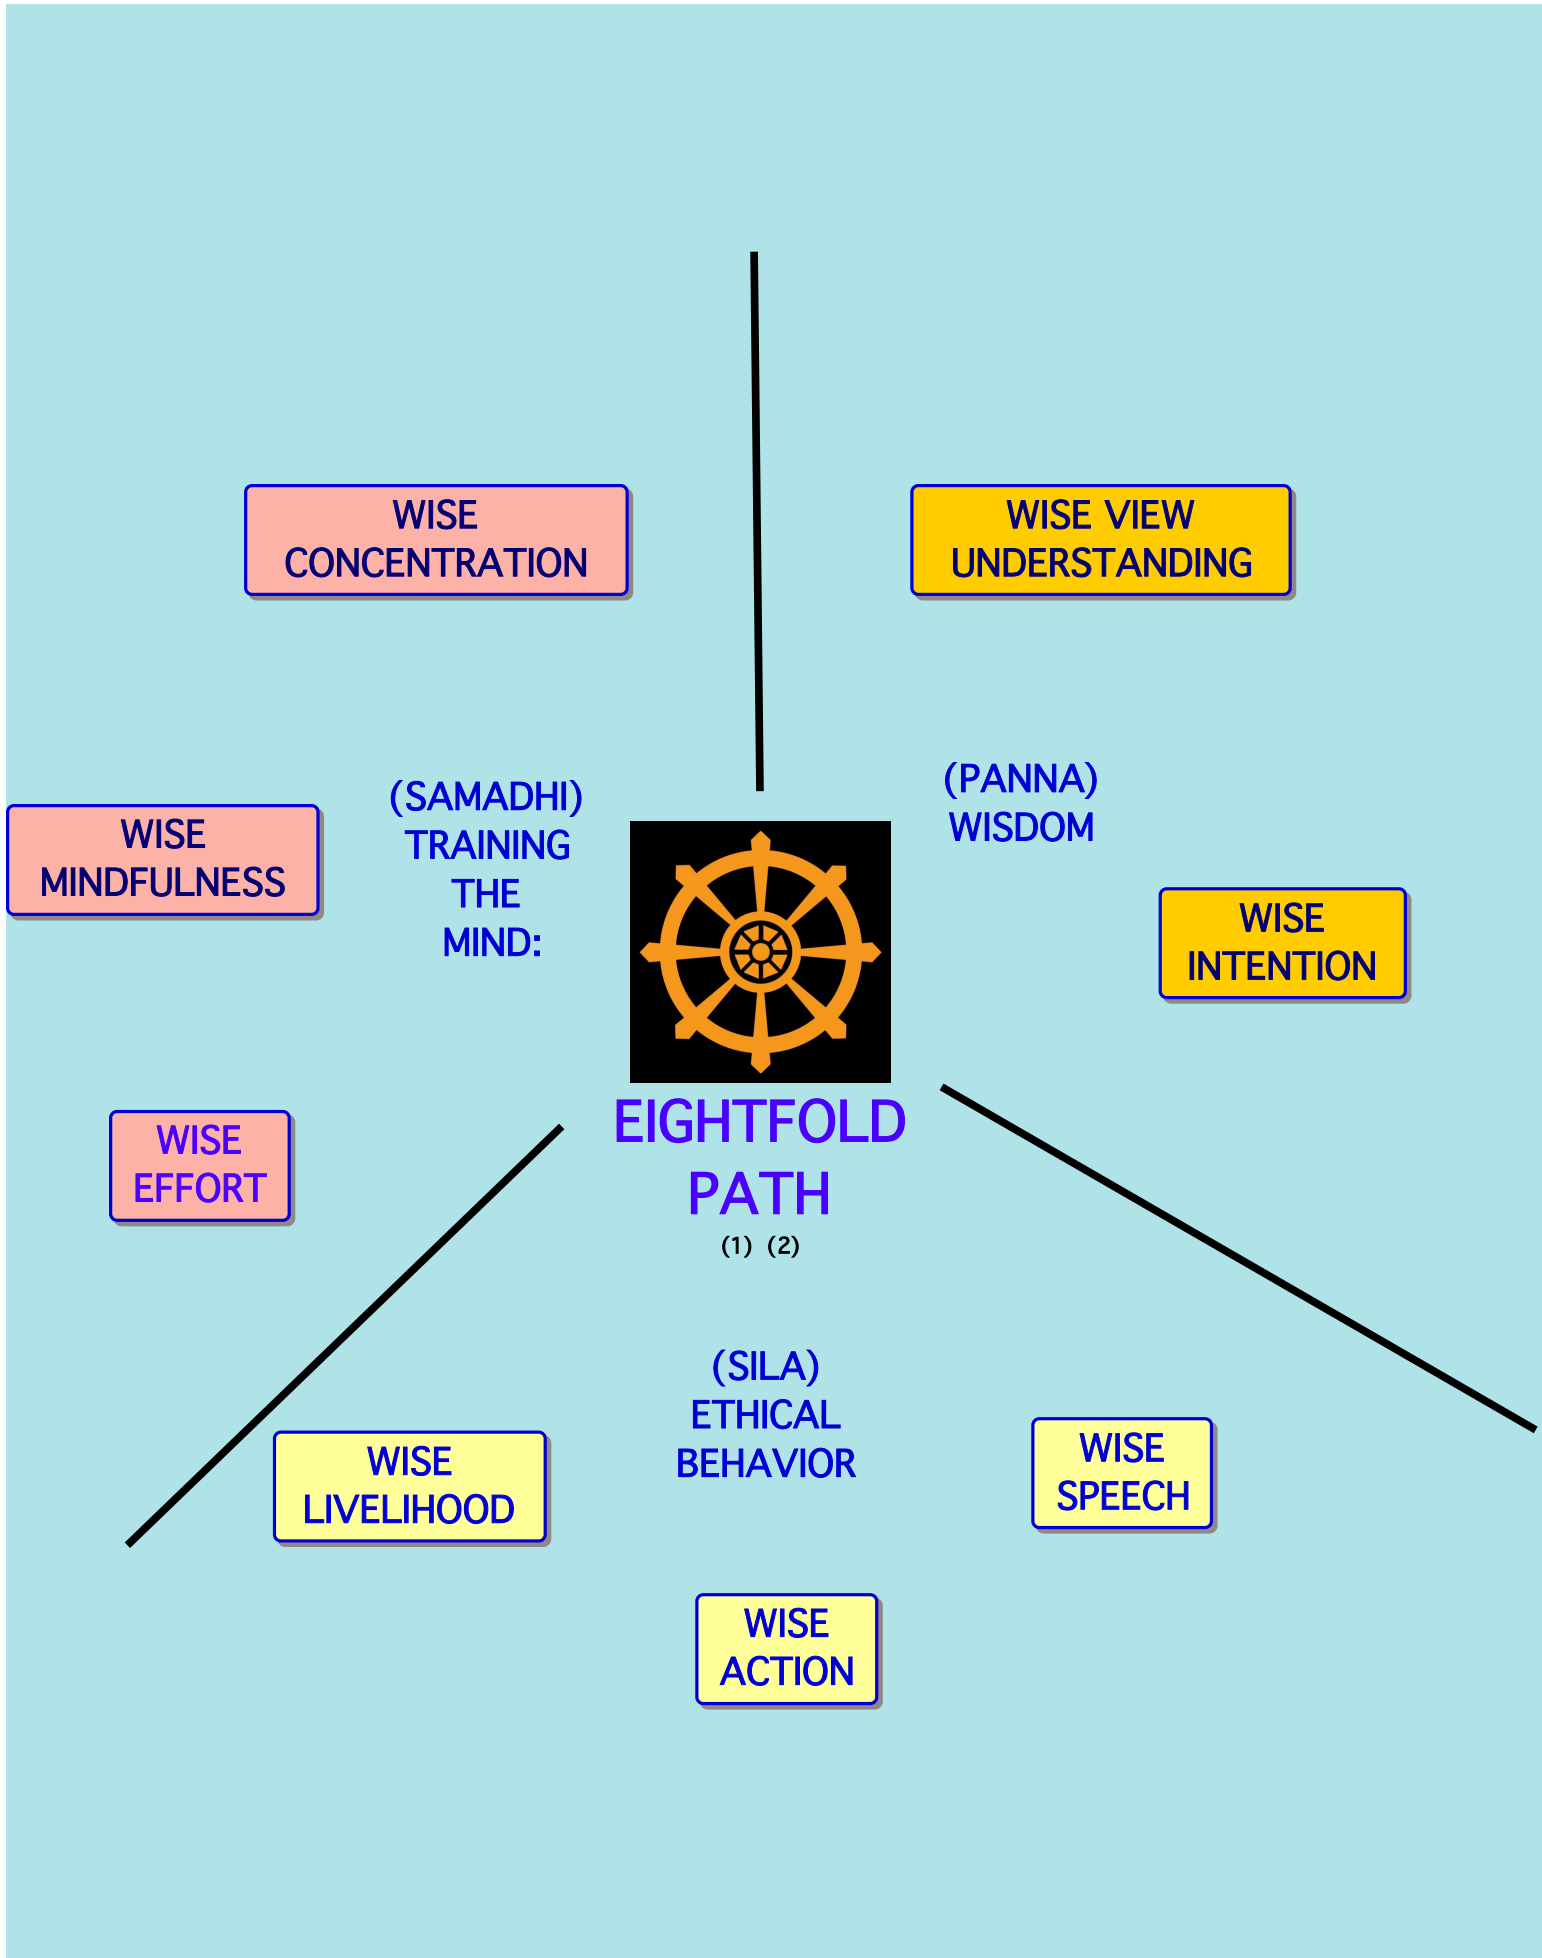 WISE
CONCENTRATION
WISE VIEW
UNDERSTANDING
(SAMADHI)
TRAINING
THE
MIND:
(PANNA)
WISDOM
WISE
MINDFULNESS
WISE
INTENTION
EIGHTFOLD
PATH
(1) (2)
WISE
EFFORT
(SILA)
ETHICAL
BEHAVIOR
WISE
LIVELIHOOD
WISE
SPEECH
WISE
ACTION